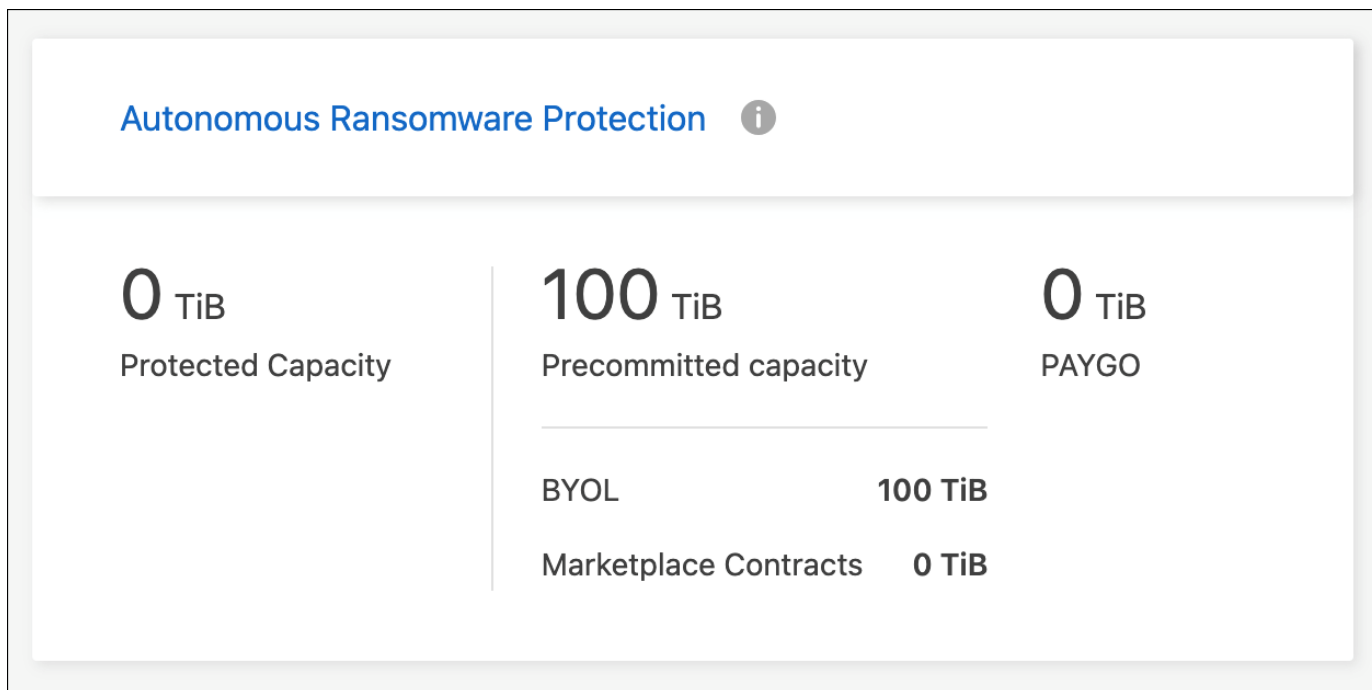 Autonomous Ransomware Protection
0 TiB
Protected Capacity
100 TiB
Precommitted capacity
BYOL 100 TiB
Marketplace Contracts 0 TiB
0 TiB
PAYGO